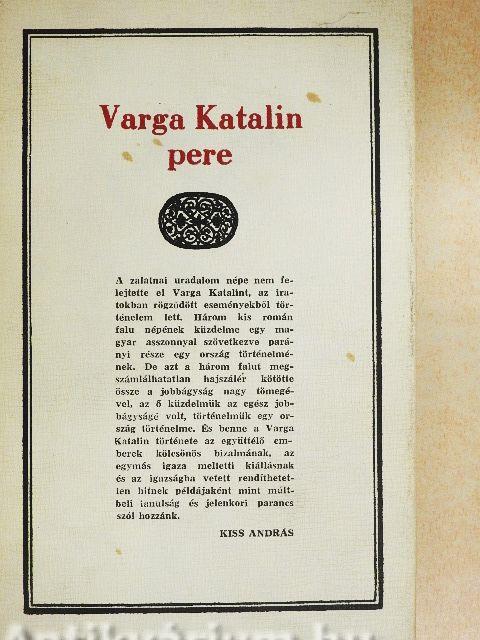 Varga Katalin
pere
A zalatnai uradalom népe nem fe-
lejtette el Varga Katalint, az ira-
tokban rögződött eseményekből tör-
ténelem lett. Három kis román
falu népének küzdelme egy ma-
gyar asszonnyal szövetkezve pará-
nyi része egy ország történelmé-
nek. De azt a három falut meg-
számlálhatatlan hajszálér kötötte
össze a jobbágyság nagy tömegé-
vel, az ő küzdelmük az egész job-
bágyságé volt, történelmük egy or-
szág történelme. És benne a Varga
Katalin története az együttélő em-
berek kölcsönös bizalmának, az
egymás igaza melletti kiállásnak
és az igazságba vetett rendíthetet-
len hitnek példájaként mint múlt-
beli tanulság és jelenkori parancs
szól hozzánk.
KISS ANDRÁS